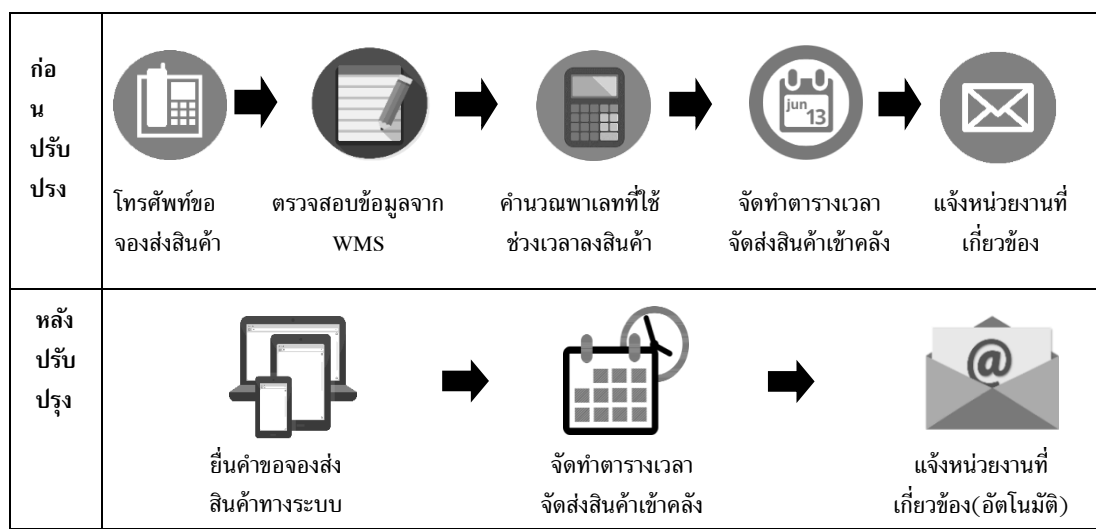 ก่อ
น
ปรับ
ปรง
jun
13
โทรศัพท์ขอ
จองส่งสินค้า
ตรวจสอบข้อมูลจาก
WMS
คำนวณพาเลทที่ใช้
ช่วงเวลาลงสินค้า
จัดทำตารางเวลา
จัดส่งสินค้าเข้าคลัง
แจ้งหน่วยงานที่
เกี่ยวข้อง
หลัง
ปรับ
ปรุง
@
ยื่นคำขอจองส่ง
สินค้าทางระบบ
จัดทำตารางเวลา
จัดส่งสินค้าเข้าคลัง
แจ้งหน่วยงานที่
เกี่ยวข้อง(อัตโนมัติ)